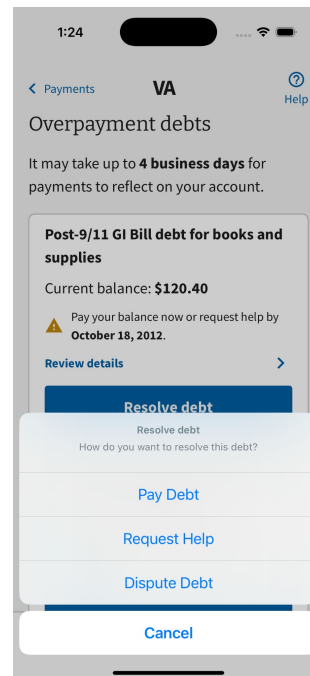 1:24
Payments
VA
Help
Overpayment debts
It may take up to 4 business days for
payments to reflect on your account.
Post-9/11 GI Bill debt for books and
supplies
Current balance: $120.40
Pay your balance now or request help by
October 18, 2012.
Review details
Resolve debt
Resolve debt
How do you want to resolve this debt?
Pay Debt
Request Help
Dispute Debt
Cancel